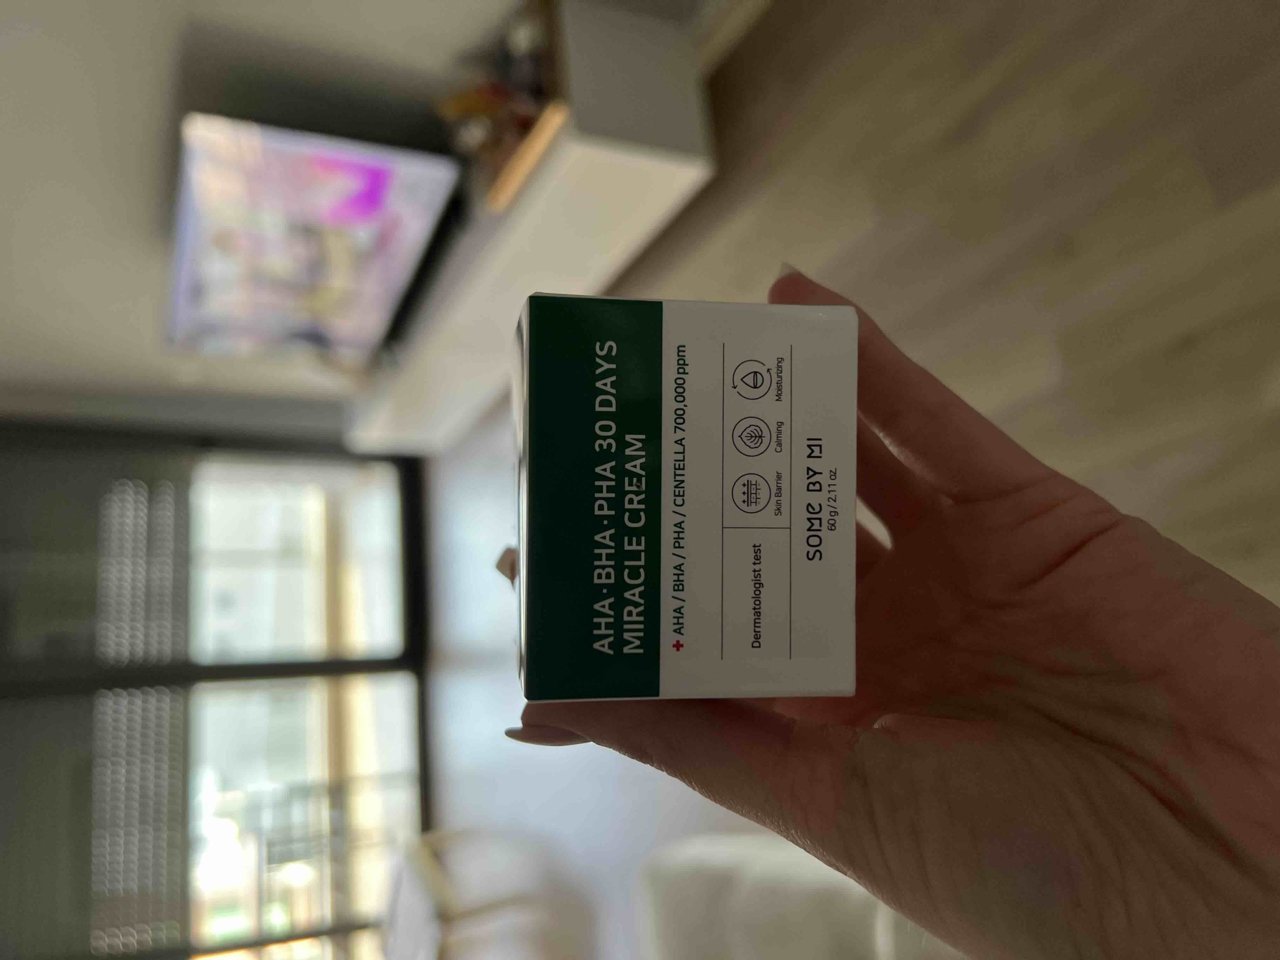 AHA·BHA·PHA 30 DAYS
MIRACLE CREAM
+ AHA / BHA / PHA / CENTELLA 700,000ppm
Dermatologist test
Skin Barrier
Calming
Moisturizing
SOME BY MI
60g / 2.11 oz.